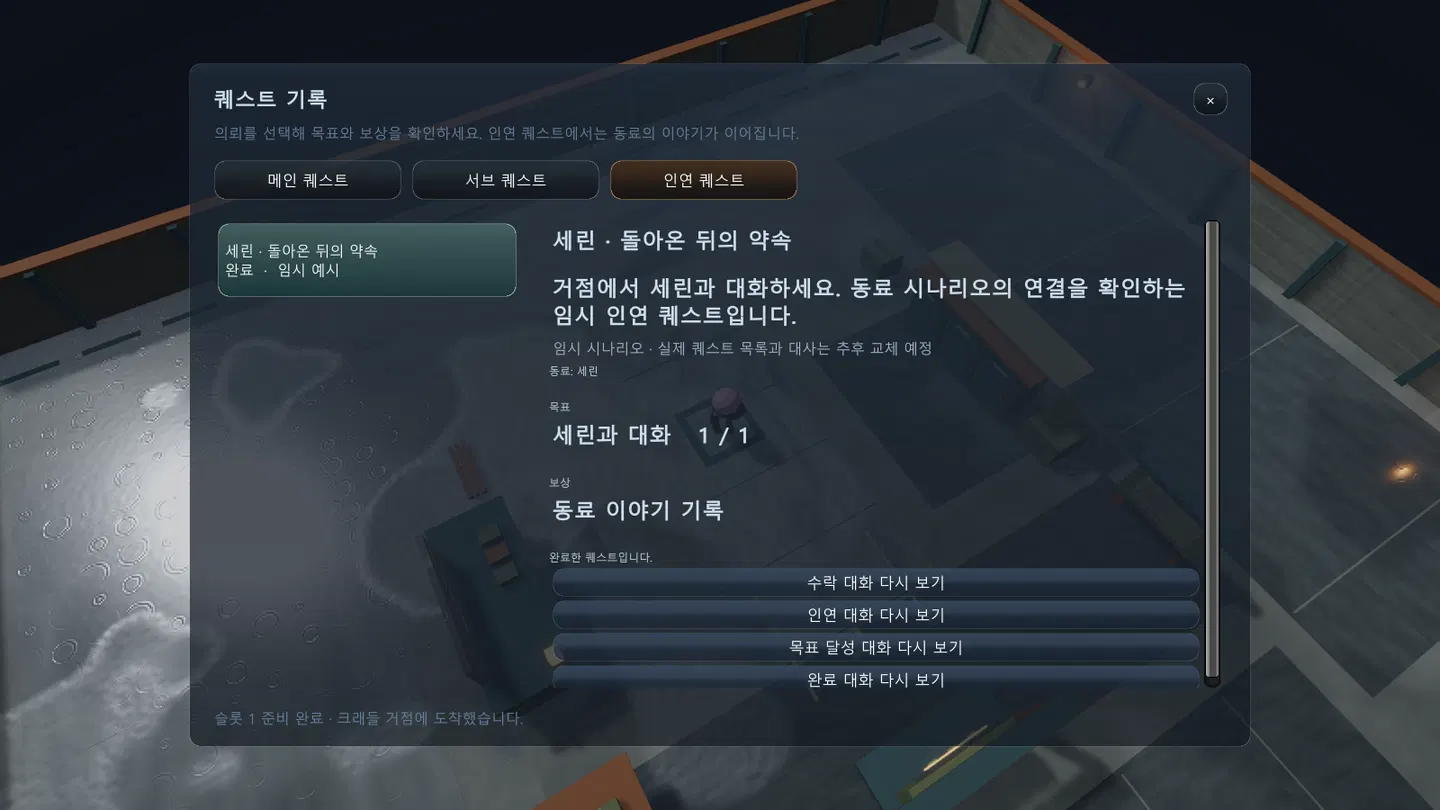 퀘스트 기록
×
의뢰를 선택해 목표와 보상을 확인하세요. 인연 퀘스트에서는 동료의 이야기가 이어집니다.
메인 퀘스트
서브 퀘스트
인연 퀘스트
세린 · 돌아온 뒤의 약속
완료 · 임시 예시
세린 · 돌아온 뒤의 약속
거점에서 세린과 대화하세요. 동료 시나리오의 연결을 확인하는
임시 인연 퀘스트입니다.
임시 시나리오 · 실제 퀘스트 목록과 대사는 추후 교체 예정
동료: 세린
목표
세린과 대화 1 / 1
보상
동료 이야기 기록
완료한 퀘스트입니다.
수락 대화 다시 보기
인연 대화 다시 보기
목표 달성 대화 다시 보기
완료 대화 다시 보기
슬롯 1 준비 완료 · 크래들 거점에 도착했습니다.